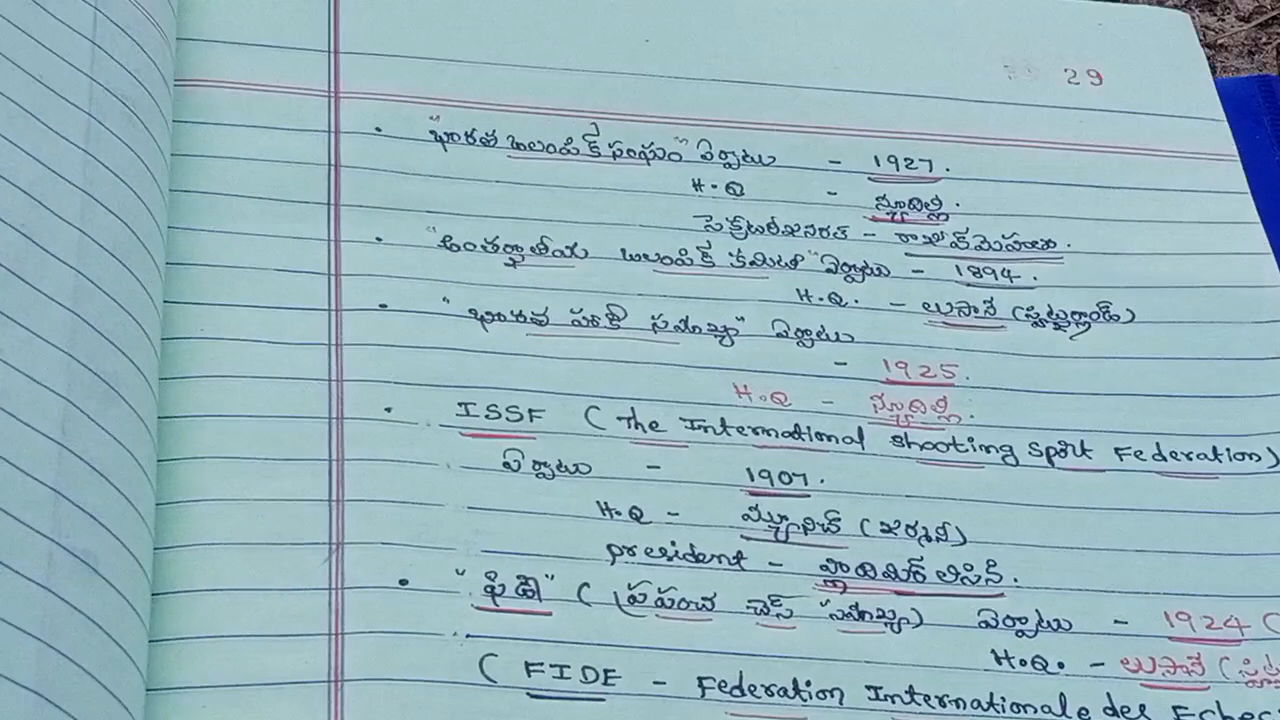 29
"భారత ఒలంపిక్ సంఘం" ఏర్పాటు - 1927.
H.Q - న్యూఢిల్లీ.
సెక్రటరీ జనరల్ - రాజీవ్ మెహతా.
"అంతర్జాతీయ ఒలంపిక్ కమిటీ" ఏర్పాటు - 1894.
H.Q. - లుసానే (స్విట్జర్లాండ్)
"భారత హాకీ సమాఖ్య" ఏర్పాటు
- 1925.
H.Q - న్యూఢిల్లీ.
ISSF (The International shooting sport Federation)
ఏర్పాటు - 1907.
H.Q - మ్యూనిచ్ (జర్మనీ)
president - వ్లాదిమిర్ లిసిన్.
"ఫిడే" (ప్రపంచ చెస్ సమాఖ్య) ఏర్పాటు - 1924 (
H.Q. - లుసానే (
(FIDE - Federation Internationale des Echecs